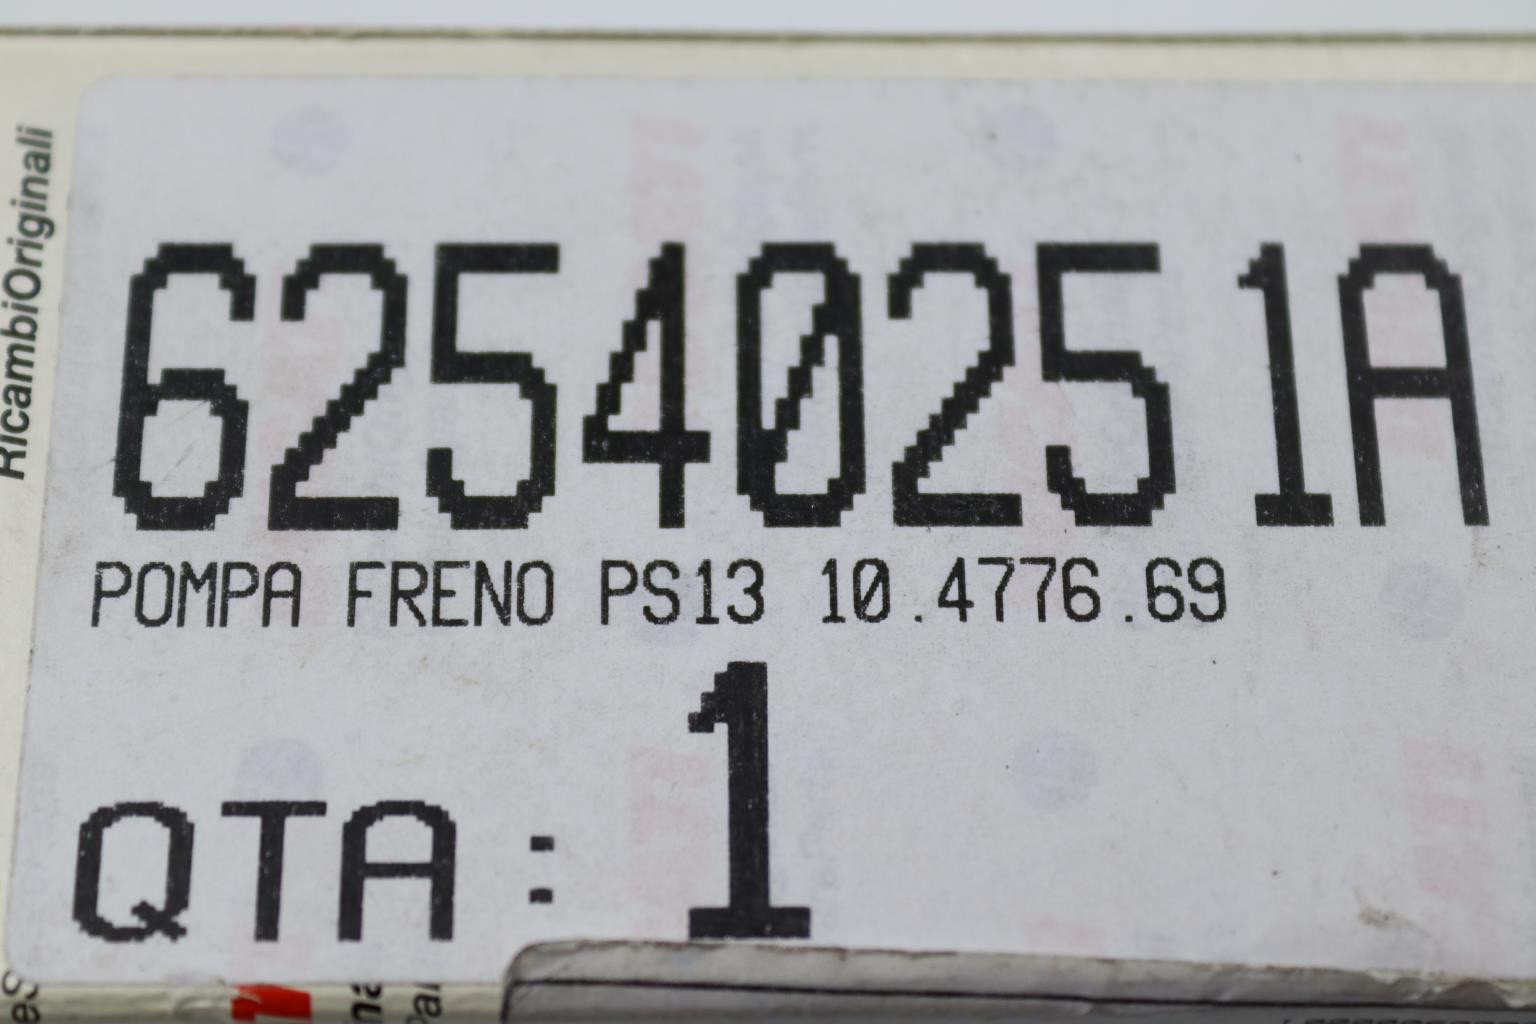 62540251A
POMPA FRENO PS13 10.4776.69
QTA: 1
RicambiOriginali